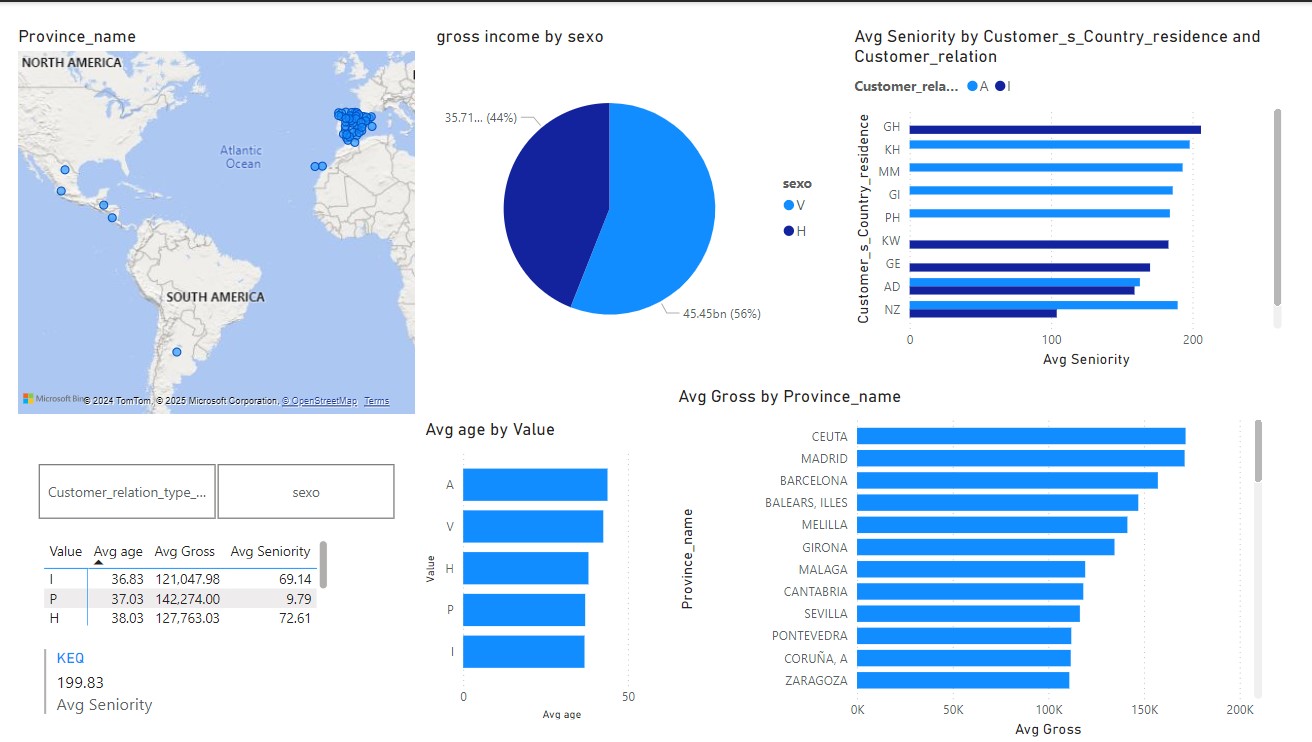 Province_name
NORTH AMERICA
Atlantic
Ocean
SOUTH AMERICA
© 2024 TomTom, © 2025 Microsoft Corporation, © OpenStreetMap Terms
gross income by sexo
35.71... (44%)
45.45bn (56%)
sexo
V
H
Avg Seniority by Customer_s_Country_residence and
Customer_relation
Customer_rela... A I
Customer_s_Country_residence
GH
KH
MM
GI
PH
KW
GE
AD
NZ
0 100 200
Avg Seniority
Customer_relation_type_... sexo
Value Avg age Avg Gross Avg Seniority
I 36.83 121,047.98 69.14
P 37.03 142,274.00 9.79
H 38.03 127,763.03 72.61
KEQ
199.83
Avg Seniority
Avg age by Value
Value
A
V
H
P
I
0 50
Avg age
Avg Gross by Province_name
Province_name
CEUTA
MADRID
BARCELONA
BALEARS, ILLES
MELILLA
GIRONA
MALAGA
CANTABRIA
SEVILLA
PONTEVEDRA
CORUÑA, A
ZARAGOZA
0K 50K 100K 150K 200K
Avg Gross